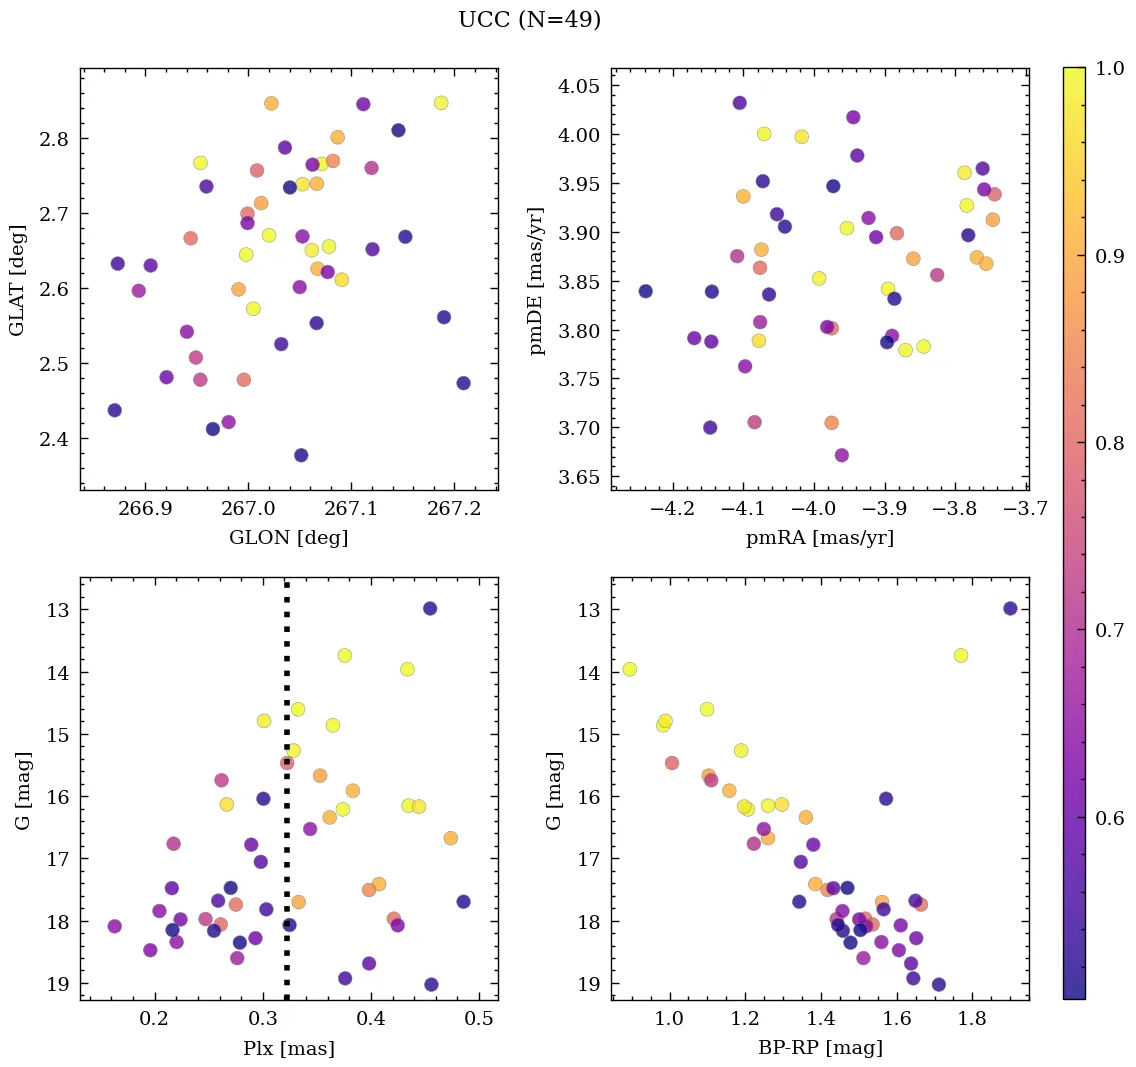 UCC (N=49)
2.8
2.7
2.6
2.5
2.4
GLAT [deg]
266.9 267.0 267.1 267.2
GLON [deg]
4.05
4.00
3.95
3.90
3.85
3.80
3.75
3.70
3.65
pmDE [mas/yr]
−4.2 −4.1 −4.0 −3.9 −3.8 −3.7
pmRA [mas/yr]
13
14
15
16
17
18
19
G [mag]
0.2 0.3 0.4 0.5
Plx [mas]
13
14
15
16
17
18
19
G [mag]
1.0 1.2 1.4 1.6 1.8
BP-RP [mag]
1.0
0.9
0.8
0.7
0.6